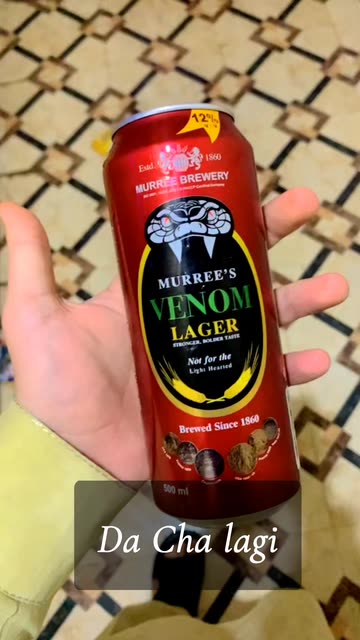 12%
Estd. 1860
MURREE BREWERY
MURREE'S
VENOM
LAGER
STRONGER, BOLDER TASTE
Not for the
Light Hearted
Brewed Since 1860
500 ml
Da Cha lagi